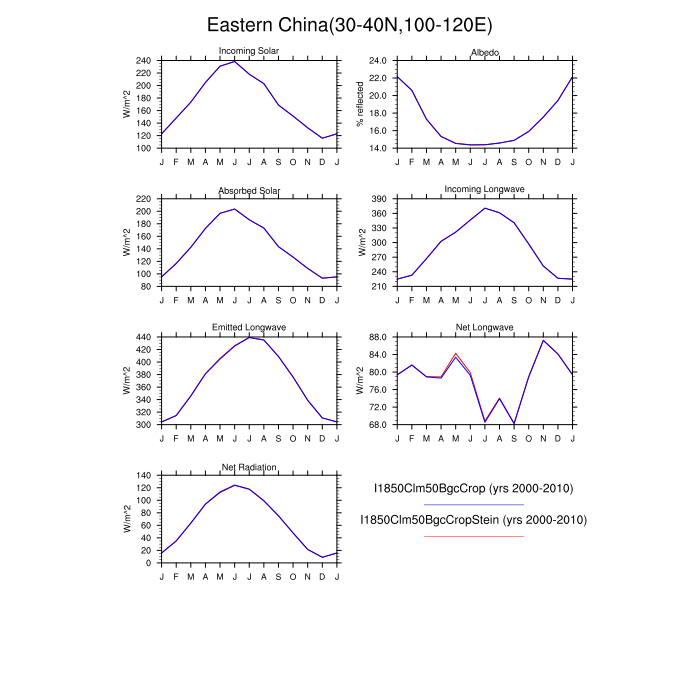 Eastern China(30-40N,100-120E)
Incoming Solar
W/m^2
240
220
200
180
160
140
120
100
J F M A M J J A S O N D J
Albedo
% reflected
24.0
22.0
20.0
18.0
16.0
14.0
J F M A M J J A S O N D J
Absorbed Solar
W/m^2
220
200
180
160
140
120
100
80
J F M A M J J A S O N D J
Incoming Longwave
W/m^2
390
360
330
300
270
240
210
J F M A M J J A S O N D J
Emitted Longwave
W/m^2
440
420
400
380
360
340
320
300
J F M A M J J A S O N D J
Net Longwave
W/m^2
88.0
84.0
80.0
76.0
72.0
68.0
J F M A M J J A S O N D J
Net Radiation
W/m^2
140
120
100
80
60
40
20
0
J F M A M J J A S O N D J
I1850Clm50BgcCrop (yrs 2000-2010)
I1850Clm50BgcCropStein (yrs 2000-2010)